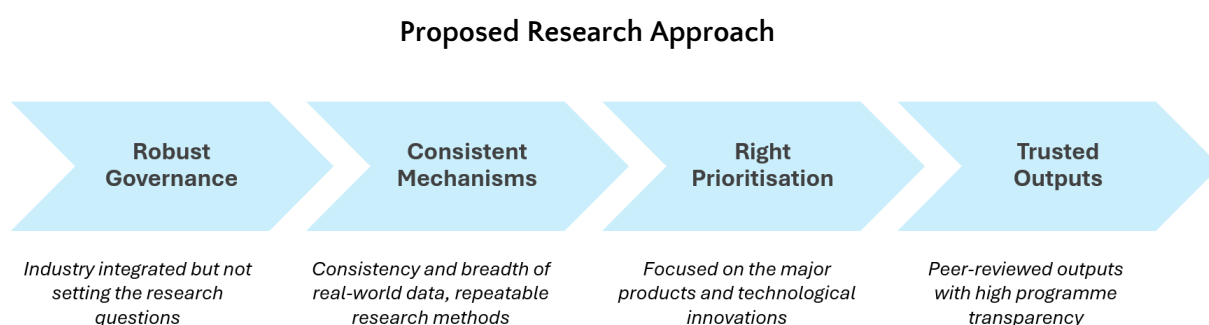 Proposed Research Approach
Robust
Governance
Consistent
Mechanisms
Right
Prioritisation
Trusted
Outputs
Industry integrated but not
setting the research
questions
Consistency and breadth of
real-world data, repeatable
research methods
Focused on the major
products and technological
innovations
Peer-reviewed outputs
with high programme
transparency